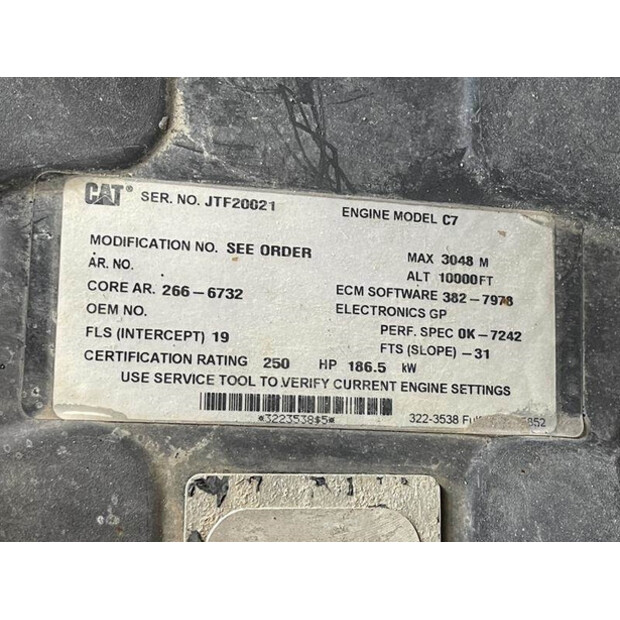 CAT® SER. NO. JTF20021 ENGINE MODEL C7
MODIFICATION NO. SEE ORDER MAX 3048 M
AR. NO. ALT 10000FT
CORE AR. 266-6732 ECM SOFTWARE 382-7978
OEM NO. ELECTRONICS GP
FLS (INTERCEPT) 19 PERF. SPEC 0K-7242
CERTIFICATION RATING 250 HP 186.5 kW FTS (SLOPE) -31
USE SERVICE TOOL TO VERIFY CURRENT ENGINE SETTINGS
*3223538$5* 322-3538